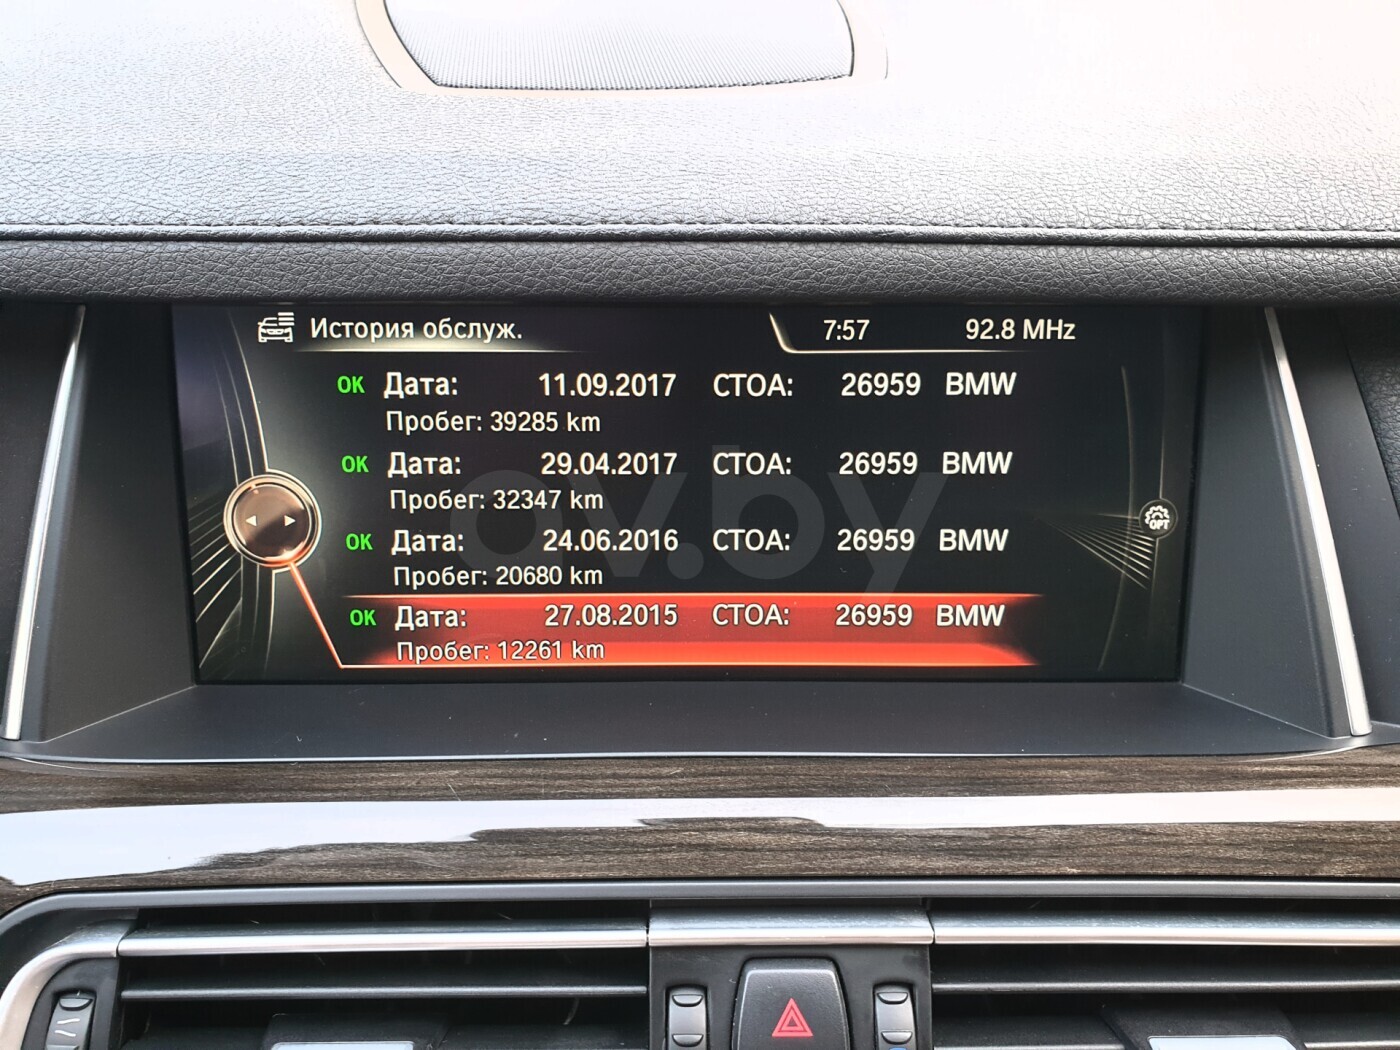 История обслуж. 7:57 92.8 MHz
OK Дата: 11.09.2017 СТОА: 26959 BMW
Пробег: 39285 km
OK Дата: 29.04.2017 СТОА: 26959 BMW
Пробег: 32347 km
OK Дата: 24.06.2016 СТОА: 26959 BMW
Пробег: 20680 km
OPT
OK Дата: 27.08.2015 СТОА: 26959 BMW
Пробег: 12261 km
av.by